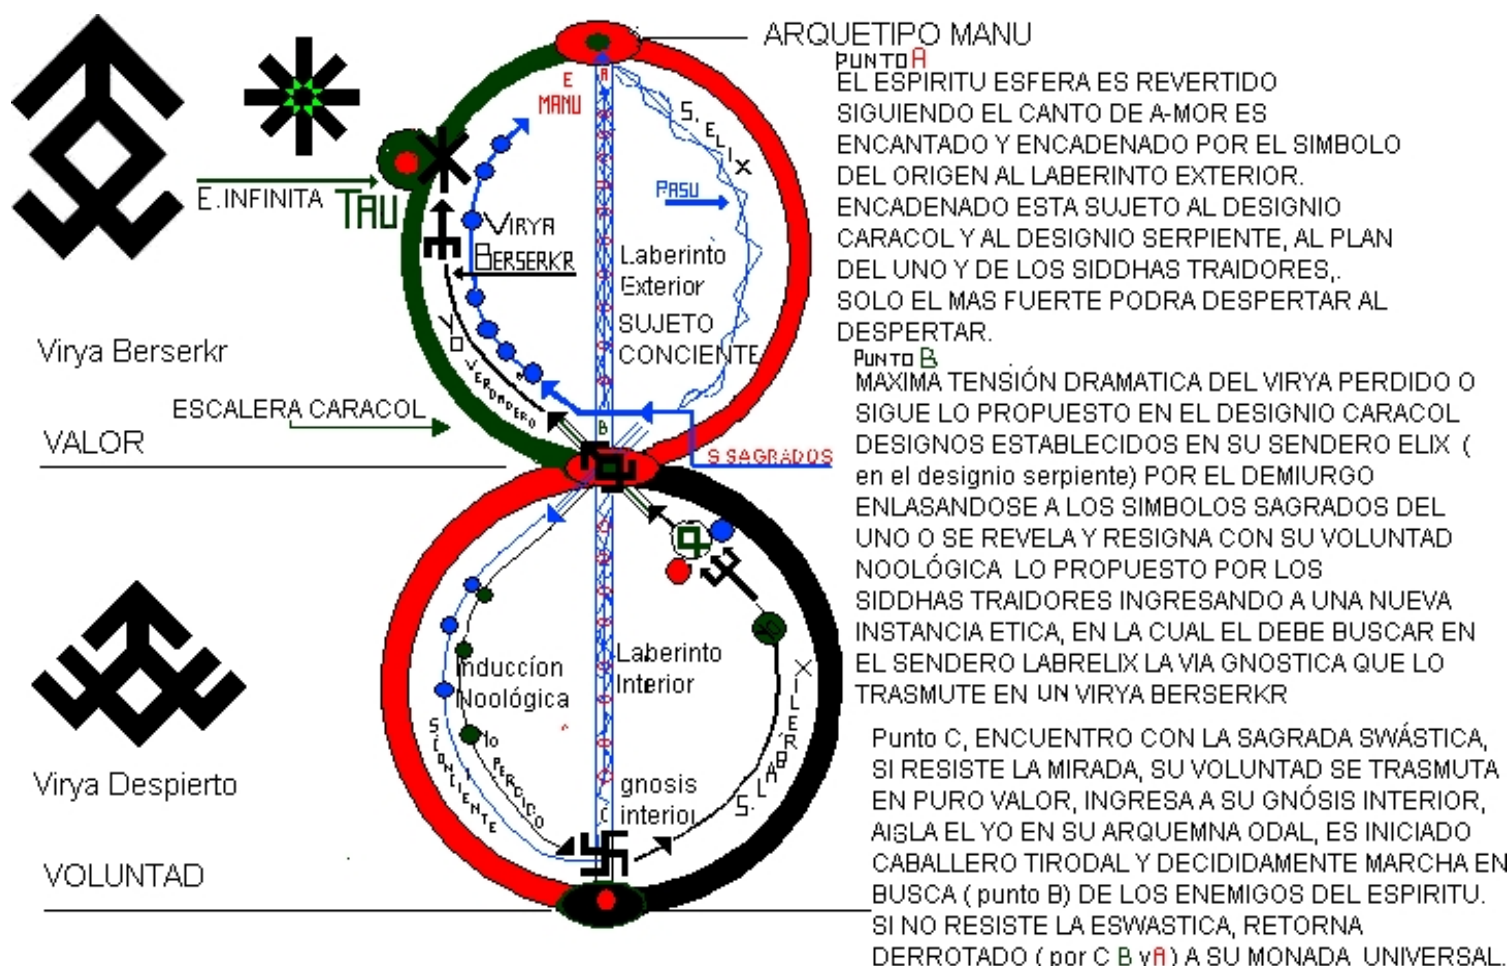 ARQUETIPO MANU
PUNTO A
EL ESPIRITU ESFERA ES REVERTIDO
SIGUIENDO EL CANTO DE A-MOR ES
ENCANTADO Y ENCADENADO POR EL SIMBOLO
DEL ORIGEN AL LABERINTO EXTERIOR.
ENCADENADO ESTA SUJETO AL DESIGNIO
CARACOL Y AL DESIGNIO SERPIENTE, AL PLAN
DEL UNO Y DE LOS SIDDHAS TRAIDORES,.
SOLO EL MAS FUERTE PODRA DESPERTAR AL
DESPERTAR.
PUNTO B
MAXIMA TENSIÓN DRAMATICA DEL VIRYA PERDIDO O
SIGUE LO PROPUESTO EN EL DESIGNIO CARACOL
DESIGNOS ESTABLECIDOS EN SU SENDERO ELIX (
en el designio serpiente) POR EL DEMIURGO
ENLASANDOSE A LOS SIMBOLOS SAGRADOS DEL
UNO O SE REVELA Y RESIGNA CON SU VOLUNTAD
NOOLÓGICA LO PROPUESTO POR LOS
SIDDHAS TRAIDORES INGRESANDO A UNA NUEVA
INSTANCIA ETICA, EN LA CUAL EL DEBE BUSCAR EN
EL SENDERO LABRELIX LA VIA GNOSTICA QUE LO
TRASMUTE EN UN VIRYA BERSERKR
Punto C, ENCUENTRO CON LA SAGRADA SWÁSTICA,
SI RESISTE LA MIRADA, SU VOLUNTAD SE TRASMUTA
EN PURO VALOR, INGRESA A SU GNÓSIS INTERIOR,
AISLA EL YO EN SU ARQUEMNA ODAL, ES INICIADO
CABALLERO TIRODAL Y DECIDIDAMENTE MARCHA EN
BUSCA ( punto B) DE LOS ENEMIGOS DEL ESPIRITU.
SI NO RESISTE LA ESWASTICA, RETORNA
DERROTADO ( por C B y A ) A SU MONADA UNIVERSAL.
E
MANU
A
S. ELIX
PASU
E. INFINITA
TAU
VIRYA
BERSERKR
Laberinto
Exterior
SUJETO
CONCIENTE
YO VERDADERO
Virya Berserkr
ESCALERA CARACOL
VALOR
B
S SAGRADOS
Inducción
Noológica
Laberinto
Interior
YO
S. LABRELIX
S. CONCIENTE
Yo PERDIDO
gnosis
interior
C
Virya Despierto
VOLUNTAD